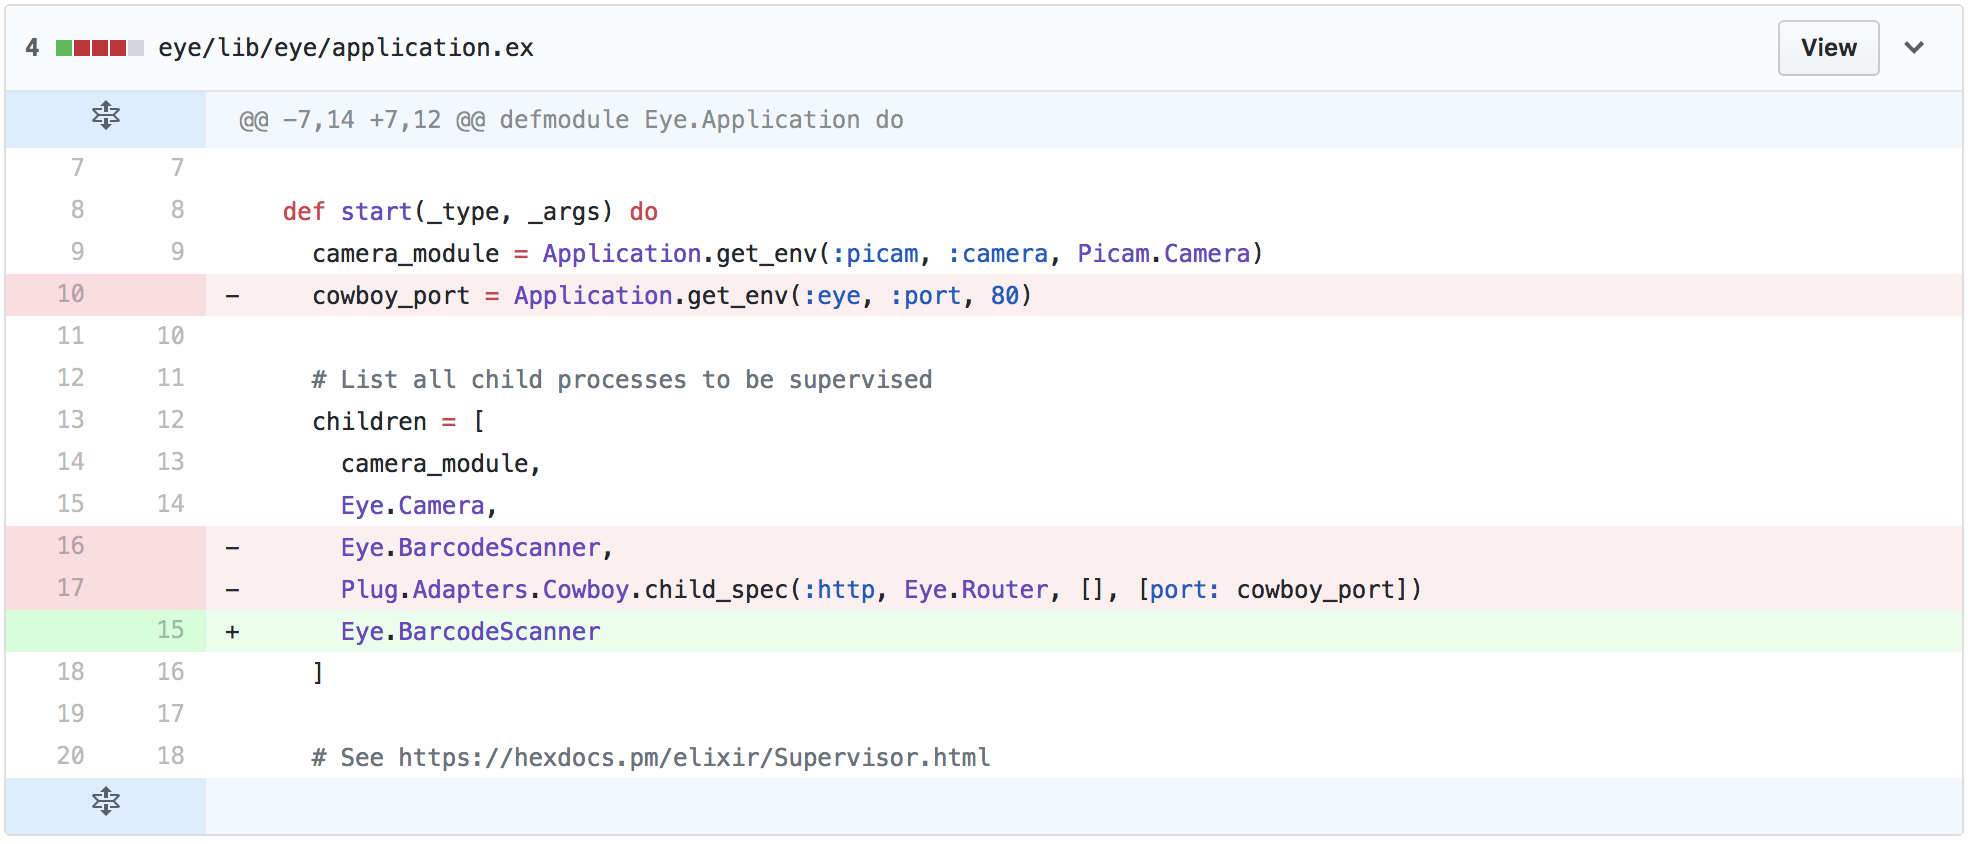 4 eye/lib/eye/application.ex View
@@ −7,14 +7,12 @@ defmodule Eye.Application do
7 7
8 8 def start(_type, _args) do
9 9 camera_module = Application.get_env(:picam, :camera, Picam.Camera)
10 − cowboy_port = Application.get_env(:eye, :port, 80)
11 10
12 11 # List all child processes to be supervised
13 12 children = [
14 13 camera_module,
15 14 Eye.Camera,
16 − Eye.BarcodeScanner,
17 − Plug.Adapters.Cowboy.child_spec(:http, Eye.Router, [], [port: cowboy_port])
15 + Eye.BarcodeScanner
18 16 ]
19 17
20 18 # See https://hexdocs.pm/elixir/Supervisor.html